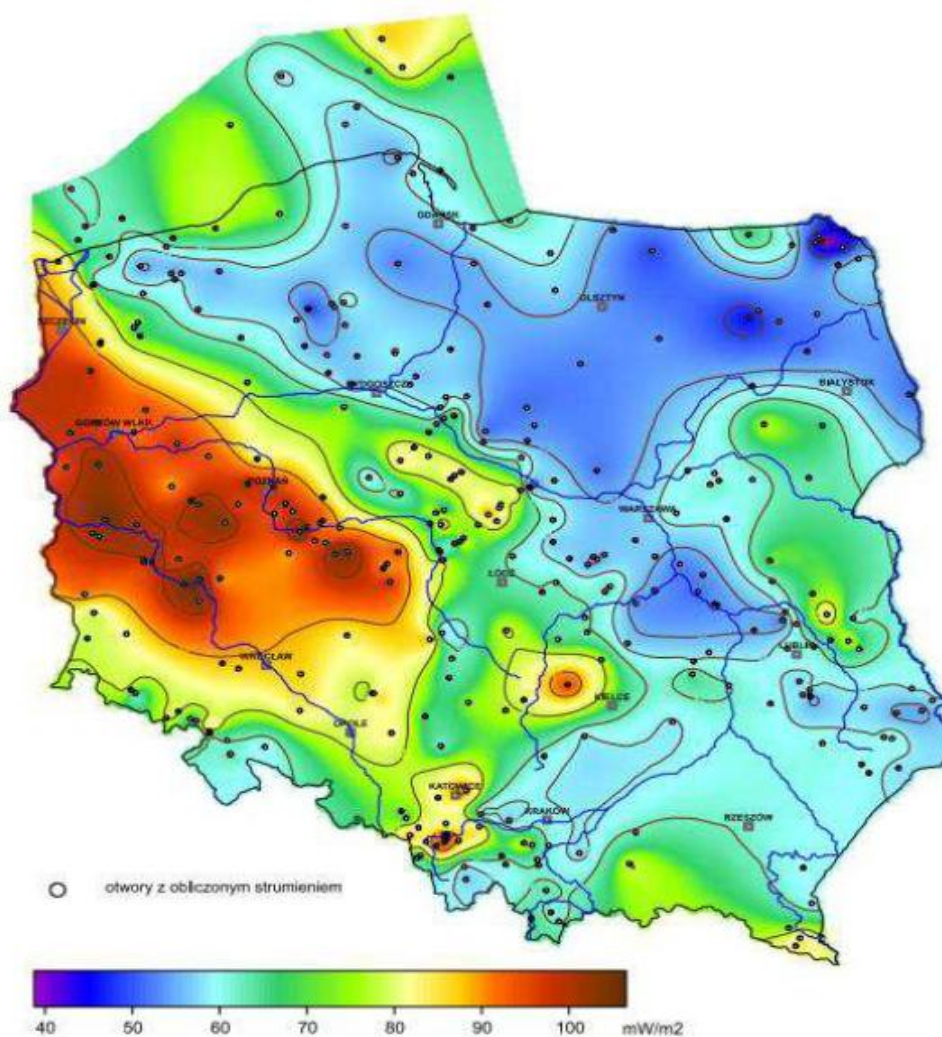 GDAŃSK
OLSZTYN
SZCZECIN
BYDGOSZCZ
BIAŁYSTOK
GORZÓW WLKP.
POZNAŃ
WARSZAWA
ŁÓDŹ
LUBLIN
WROCŁAW
KIELCE
OPOLE
KATOWICE
KRAKÓW
RZESZÓW
otwory z obliczonym strumieniem
40 50 60 70 80 90 100 mW/m2